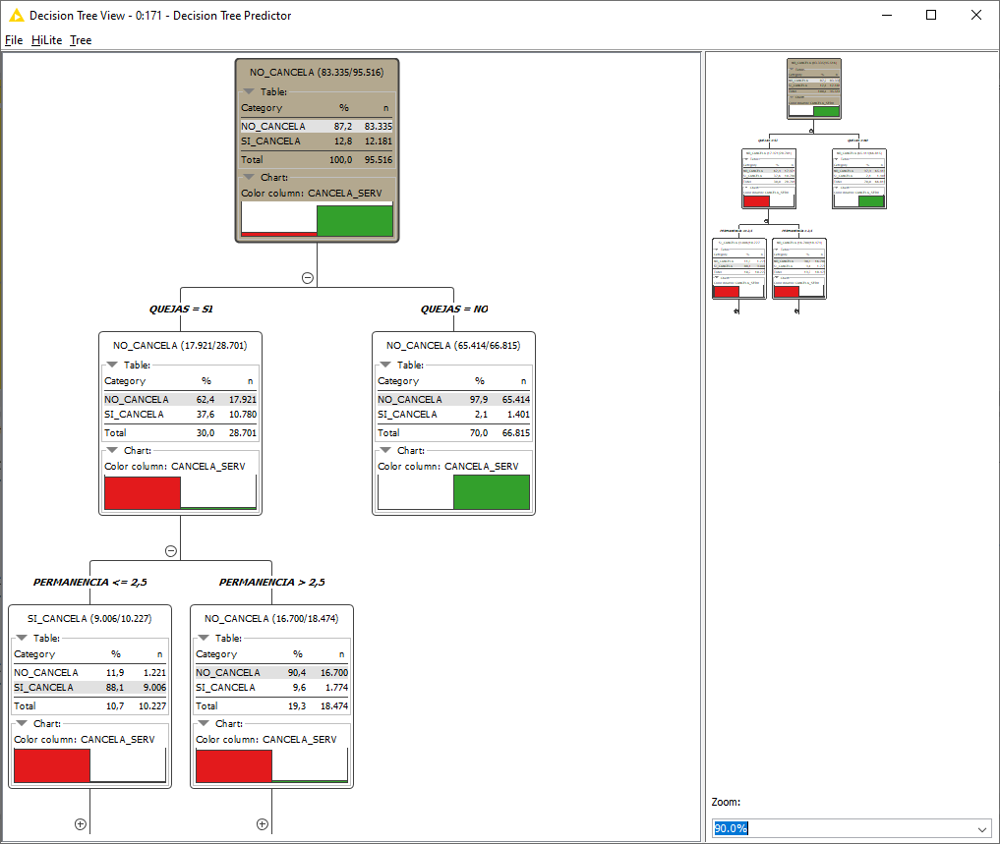 Decision Tree View - 0:171 - Decision Tree Predictor
File HiLite Tree
NO_CANCELA (83.335/95.516)
Table:
Category % n
NO_CANCELA 87,2 83.335
SI_CANCELA 12,8 12.181
Total 100,0 95.516
Chart:
Color column: CANCELA_SERV
QUEJAS = SI
QUEJAS = NO
NO_CANCELA (17.921/28.701)
Table:
Category % n
NO_CANCELA 62,4 17.921
SI_CANCELA 37,6 10.780
Total 30,0 28.701
Chart:
Color column: CANCELA_SERV
NO_CANCELA (65.414/66.815)
Table:
Category % n
NO_CANCELA 97,9 65.414
SI_CANCELA 2,1 1.401
Total 70,0 66.815
Chart:
Color column: CANCELA_SERV
PERMANENCIA <= 2,5
PERMANENCIA > 2,5
SI_CANCELA (9.006/10.227)
Table:
Category % n
NO_CANCELA 11,9 1.221
SI_CANCELA 88,1 9.006
Total 10,7 10.227
Chart:
Color column: CANCELA_SERV
NO_CANCELA (16.700/18.474)
Table:
Category % n
NO_CANCELA 90,4 16.700
SI_CANCELA 9,6 1.774
Total 19,3 18.474
Chart:
Color column: CANCELA_SERV
Zoom:
90.0%